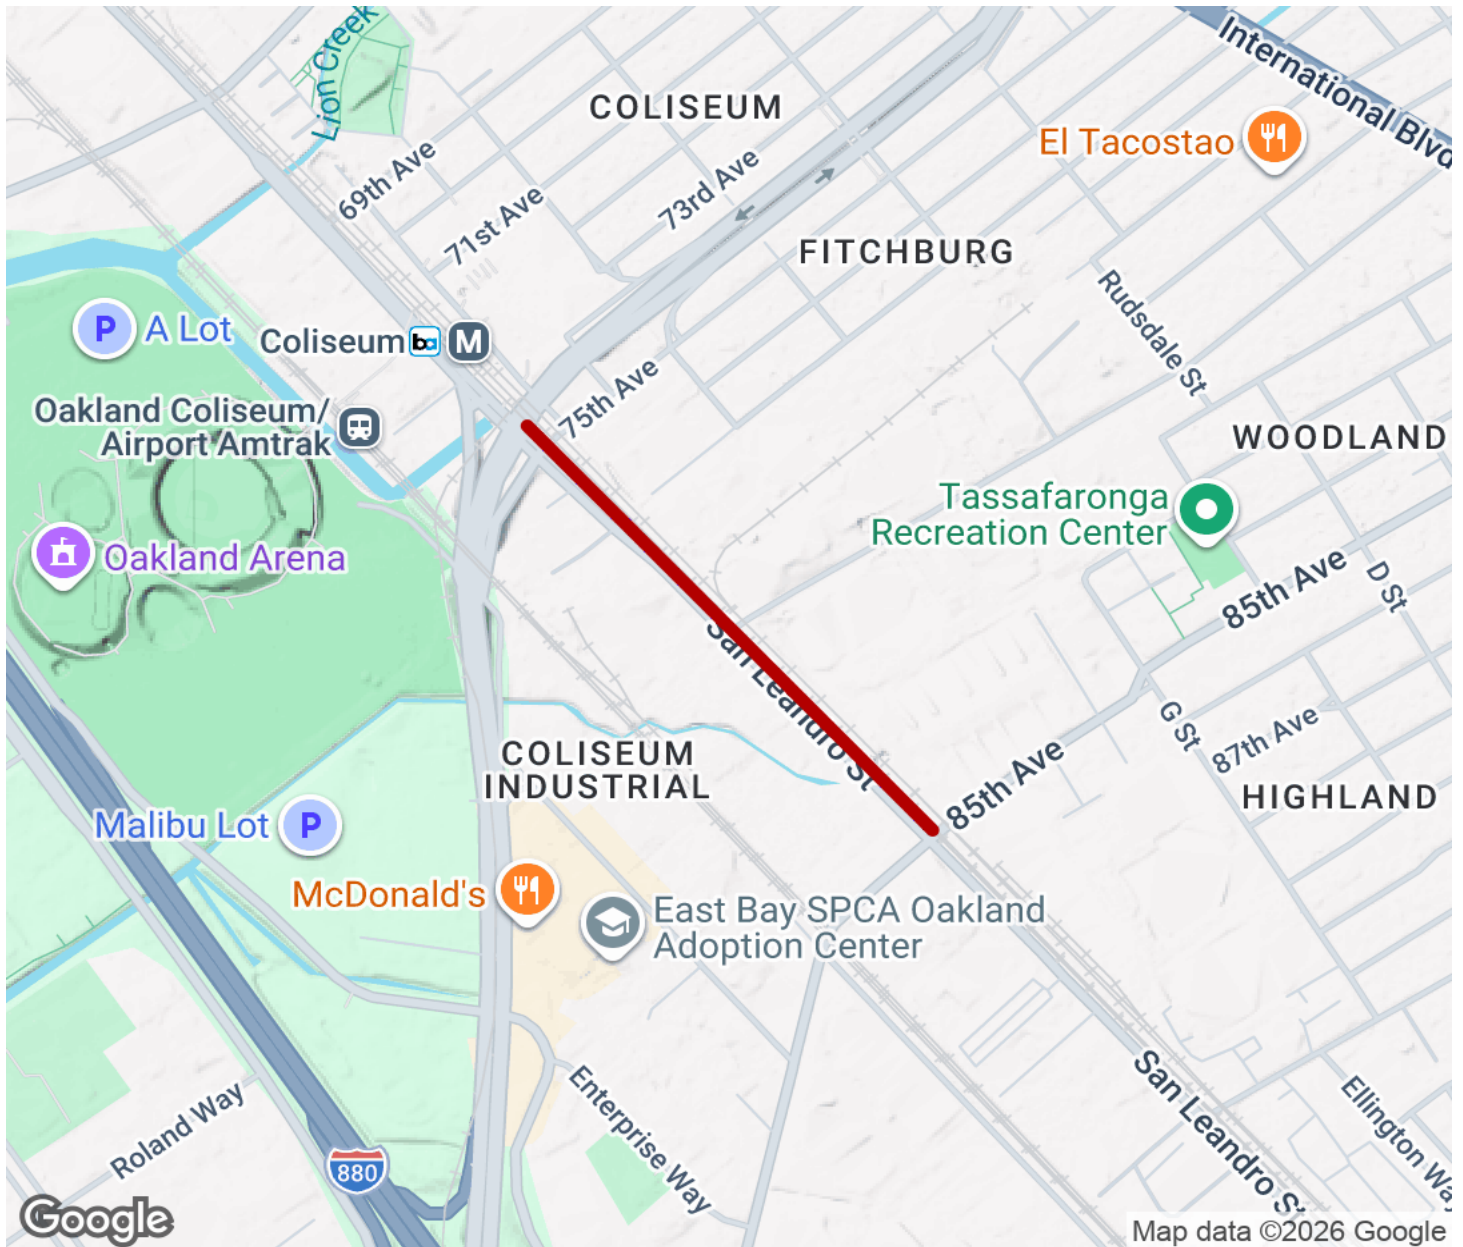 Lion Creek
International Blvd
COLISEUM
El Tacostao
69th Ave
71st Ave
73rd Ave
FITCHBURG
Rudsdale St
P
A Lot
Coliseum
ba
M
75th Ave
Oakland Coliseum/
Airport Amtrak
WOODLAND
Tassafaronga
Recreation Center
Oakland Arena
85th Ave
D St
San Leandro St
G St
87th Ave
COLISEUM
INDUSTRIAL
85th Ave
HIGHLAND
Malibu Lot
P
McDonald's
East Bay SPCA Oakland
Adoption Center
Roland Way
Enterprise Way
San Leandro St
Ellington Way
880
Google
Map data ©2026 Google